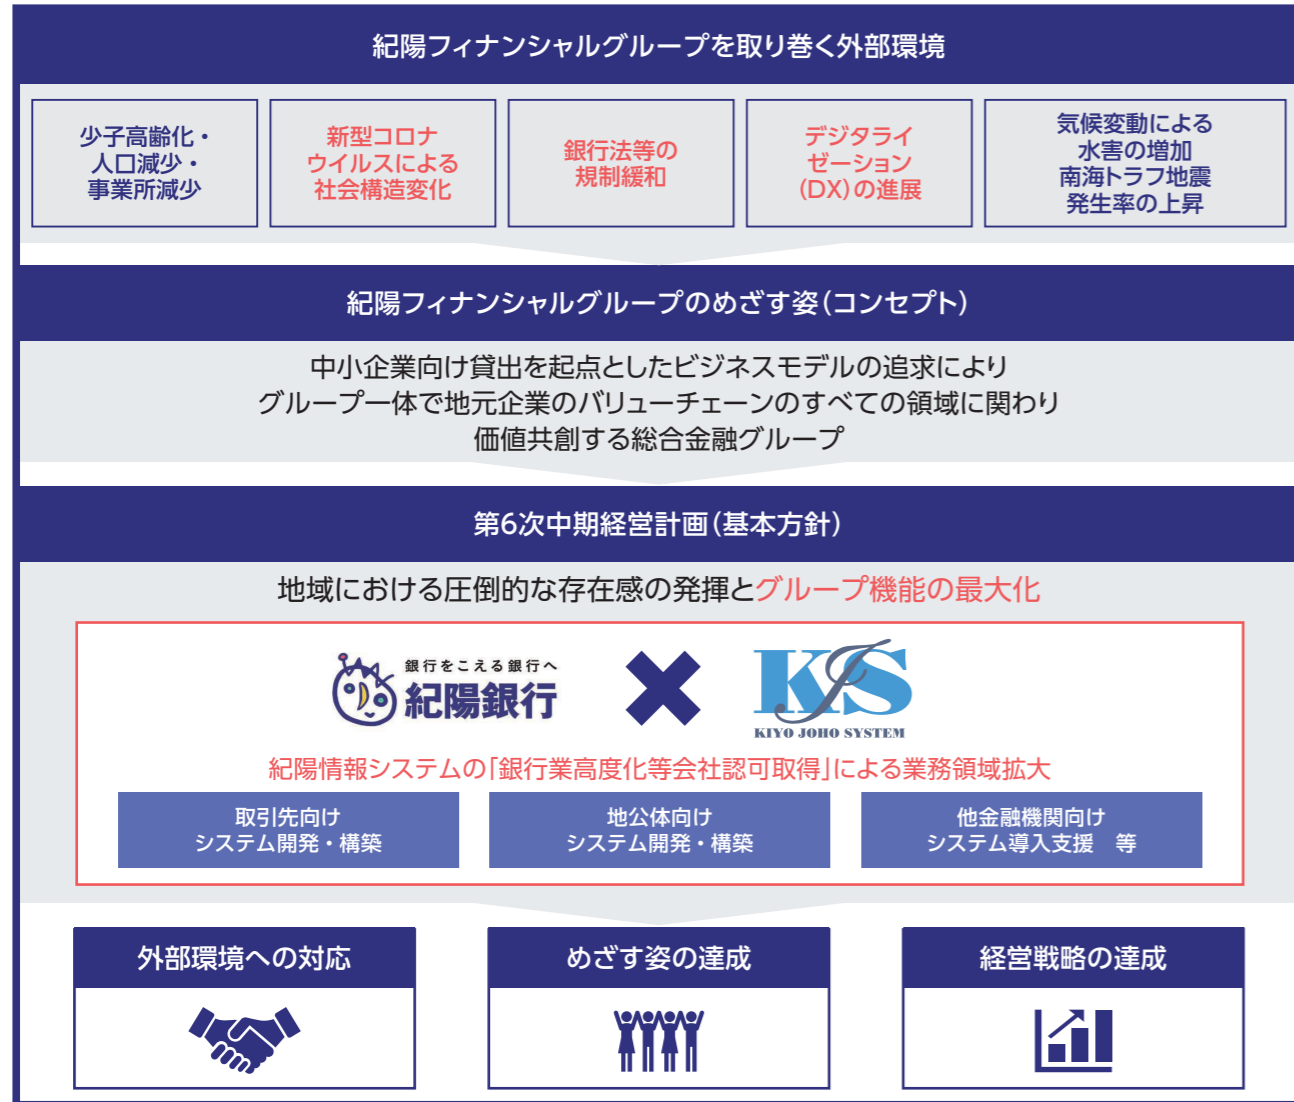 紀陽フィナンシャルグループを取り巻く外部環境
少子高齢化・
人口減少・
事業所減少
新型コロナ
ウイルスによる
社会構造変化
銀行法等の
規制緩和
デジタライ
ゼーション
(DX)の進展
気候変動による
水害の増加
南海トラフ地震
発生率の上昇
紀陽フィナンシャルグループのめざす姿(コンセプト)
中小企業向け貸出を起点としたビジネスモデルの追求により
グループ一体で地元企業のバリューチェーンのすべての領域に関わり
価値共創する総合金融グループ
第6次中期経営計画(基本方針)
地域における圧倒的な存在感の発揮とグループ機能の最大化
銀行をこえる銀行へ
紀陽銀行
KJS
KIYO JOHO SYSTEM
紀陽情報システムの「銀行業高度化等会社認可取得」による業務領域拡大
取引先向け
システム開発・構築
地公体向け
システム開発・構築
他金融機関向け
システム導入支援　等
外部環境への対応
めざす姿の達成
経営戦略の達成